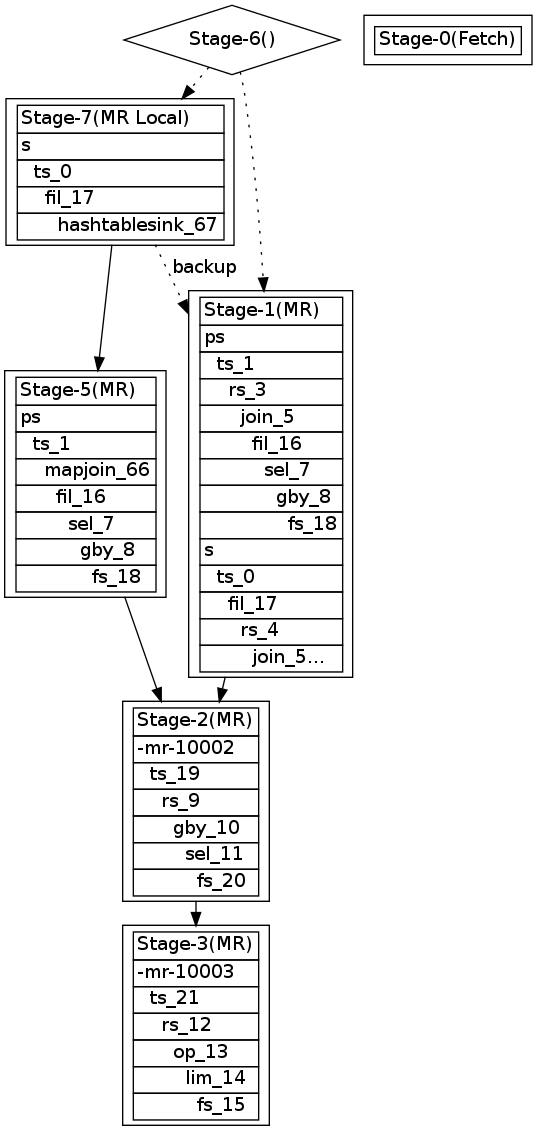 Stage-6()
Stage-0(Fetch)
Stage-7(MR Local)
s
ts_0
fil_17
hashtablesink_67
backup
Stage-1(MR)
ps
ts_1
rs_3
join_5
fil_16
sel_7
gby_8
fs_18
s
ts_0
fil_17
rs_4
join_5...
Stage-5(MR)
ps
ts_1
mapjoin_66
fil_16
sel_7
gby_8
fs_18
Stage-2(MR)
-mr-10002
ts_19
rs_9
gby_10
sel_11
fs_20
Stage-3(MR)
-mr-10003
ts_21
rs_12
op_13
lim_14
fs_15